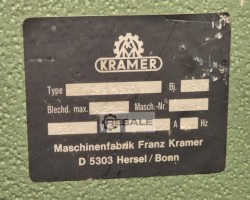 KRAMER
Type Bj.
Blechd. max. Masch.-Nr.
A Hz
Maschinenfabrik Franz Kramer
D 5303 Hersel/Bonn